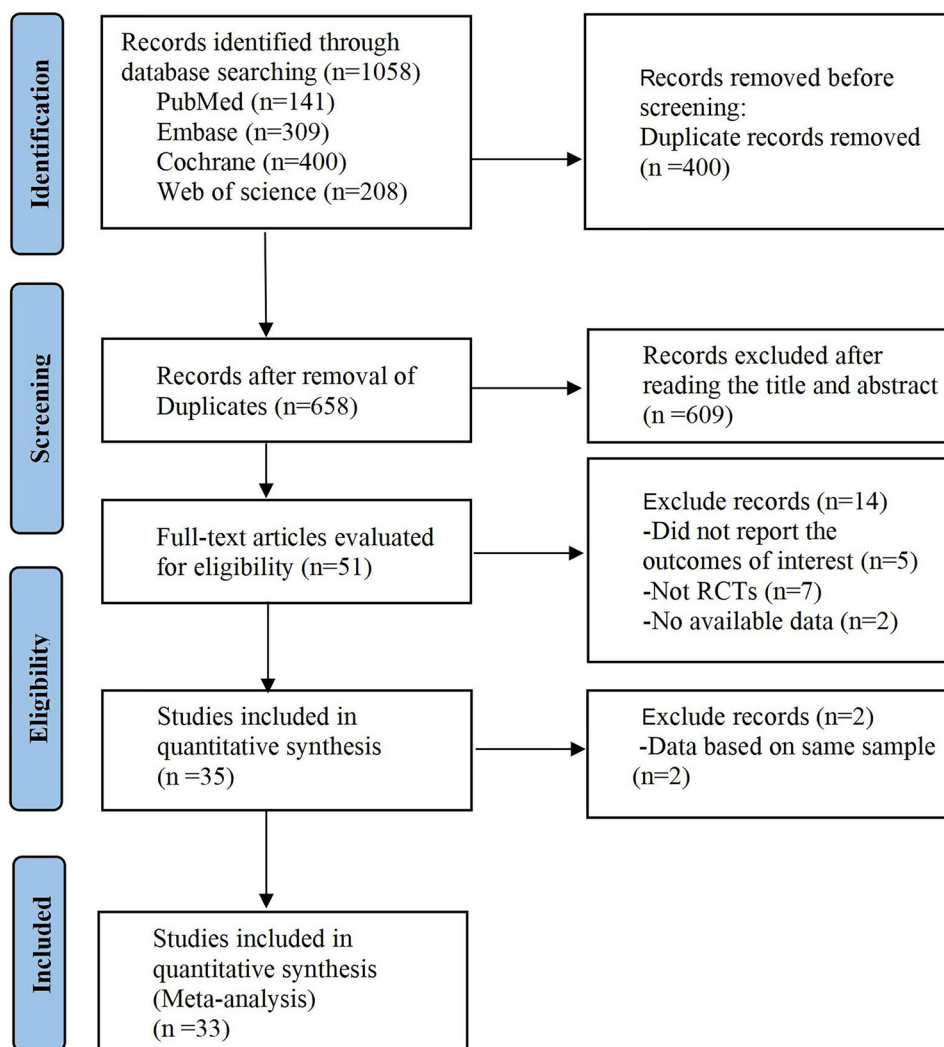 Identification
Records identified through
database searching (n=1058)
PubMed (n=141)
Embase (n=309)
Cochrane (n=400)
Web of science (n=208)
Records removed before
screening:
Duplicate records removed
(n =400)
Screening
Records after removal of
Duplicates (n=658)
Records excluded after
reading the title and abstract
(n =609)
Full-text articles evaluated
for eligibility (n=51)
Exclude records (n=14)
-Did not report the
outcomes of interest (n=5)
-Not RCTs (n=7)
-No available data (n=2)
Eligibility
Studies included in
quantitative synthesis
(n =35)
Exclude records (n=2)
-Data based on same sample
(n=2)
Included
Studies included in
quantitative synthesis
(Meta-analysis)
(n =33)